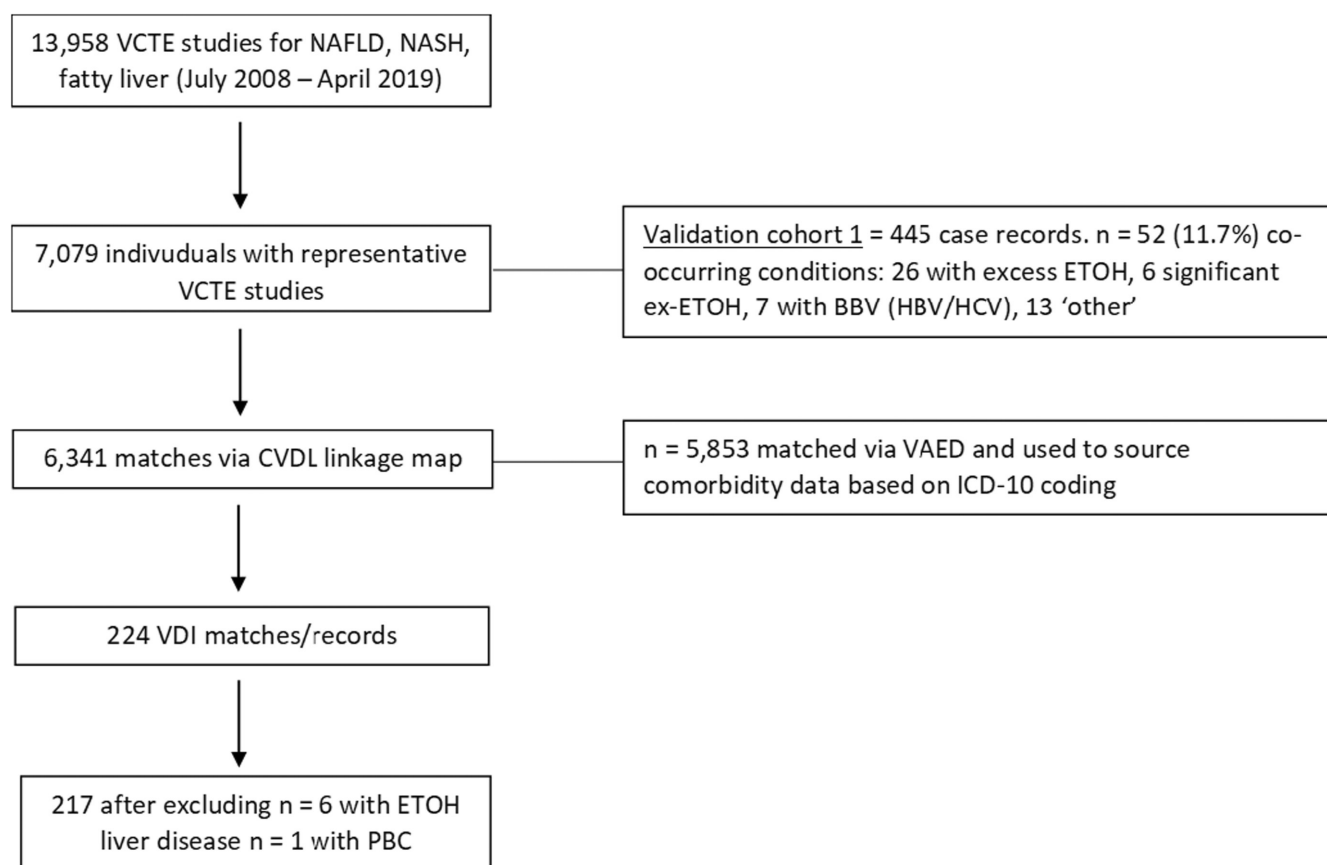 13,958 VCTE studies for NAFLD, NASH,
fatty liver (July 2008 – April 2019)
7,079 indivuduals with representative
VCTE studies
Validation cohort 1 = 445 case records. n = 52 (11.7%) co-
occurring conditions: 26 with excess ETOH, 6 significant
ex-ETOH, 7 with BBV (HBV/HCV), 13 ‘other’
6,341 matches via CVDL linkage map
n = 5,853 matched via VAED and used to source
comorbidity data based on ICD-10 coding
224 VDI matches/records
217 after excluding n = 6 with ETOH
liver disease n = 1 with PBC